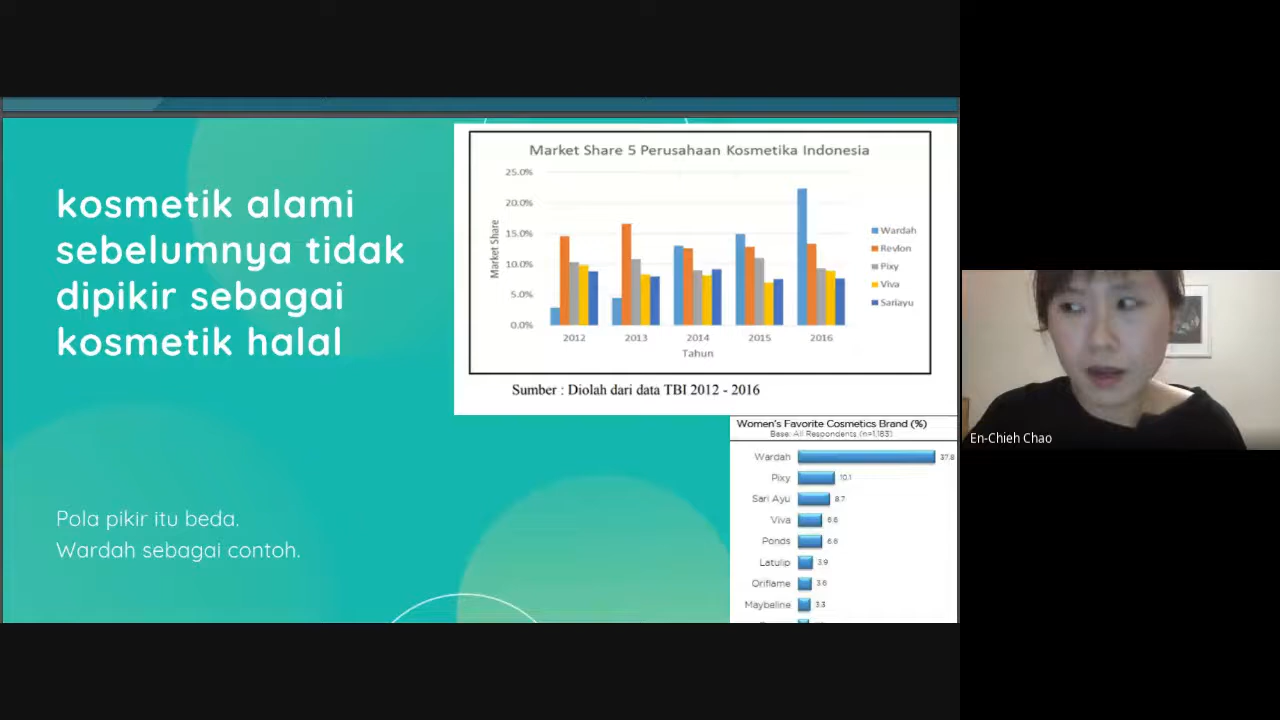 kosmetik alami
sebelumnya tidak
dipikir sebagai
kosmetik halal
Pola pikir itu beda.
Wardah sebagai contoh.
Market Share 5 Perusahaan Kosmetika Indonesia
Market Share
25.0%
20.0%
15.0%
10.0%
5.0%
0.0%
2012 2013 2014 2015 2016
Tahun
Wardah
Revlon
Pixy
Viva
Sariayu
Sumber : Diolah dari data TBI 2012 - 2016
Women's Favorite Cosmetics Brand (%)
Base: All Respondents (n=1,183)
Wardah 37.8
Pixy 10.1
Sari Ayu 8.7
Viva 6.6
Ponds 6.6
Latulip 3.9
Oriflame 3.6
Maybeline 3.3
En-Chieh Chao